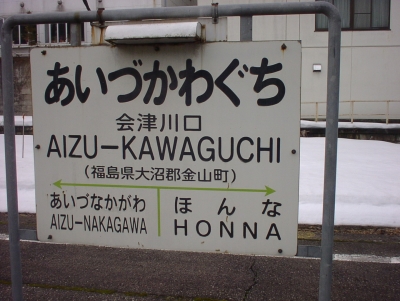 あいづかわぐち
会津川口
AIZU-KAWAGUCHI
(福島県大沼郡金山町)
あいづなかがわ ほんな
AIZU-NAKAGAWA HONNA